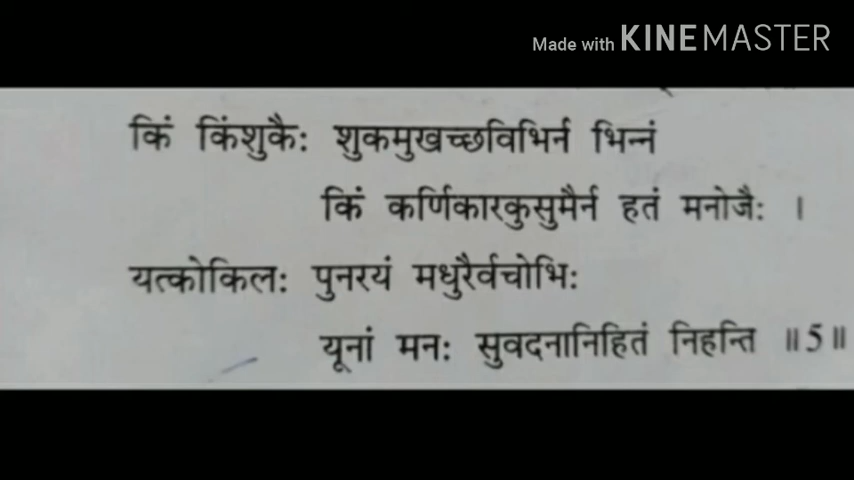 Made with KINEMASTER
किं किंशुकैः शुकमुखच्छविभिर्न भिन्नं
किं कर्णिकारकुसुमैर्न हतं मनोजैः ।
यत्कोकिलः पुनरयं मधुरैर्वचोभिः
यूनां मनः सुवदनानिहितं निहन्ति ॥5॥